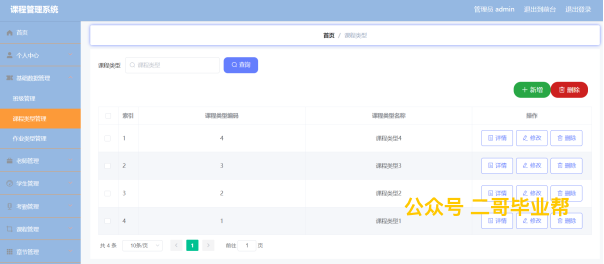 课程管理系统
管理员 admin 退出到前台 退出登录
首页
个人中心
基础数据管理
班级管理
课程类型管理
作业类型管理
老师管理
学生管理
考勤管理
课程管理
章节管理
首页 / 课程类型
课程类型 课程类型 查询
+ 新增 删除
索引 课程类型编码 课程类型名称 操作
1 4 课程类型4 详情 修改 删除
2 3 课程类型3 详情 修改 删除
3 2 课程类型2 详情 修改 删除
4 1 课程类型1 详情 修改 删除
公众号 二哥毕业帮
共 4 条 10条/页 < 1 > 前往 1 页